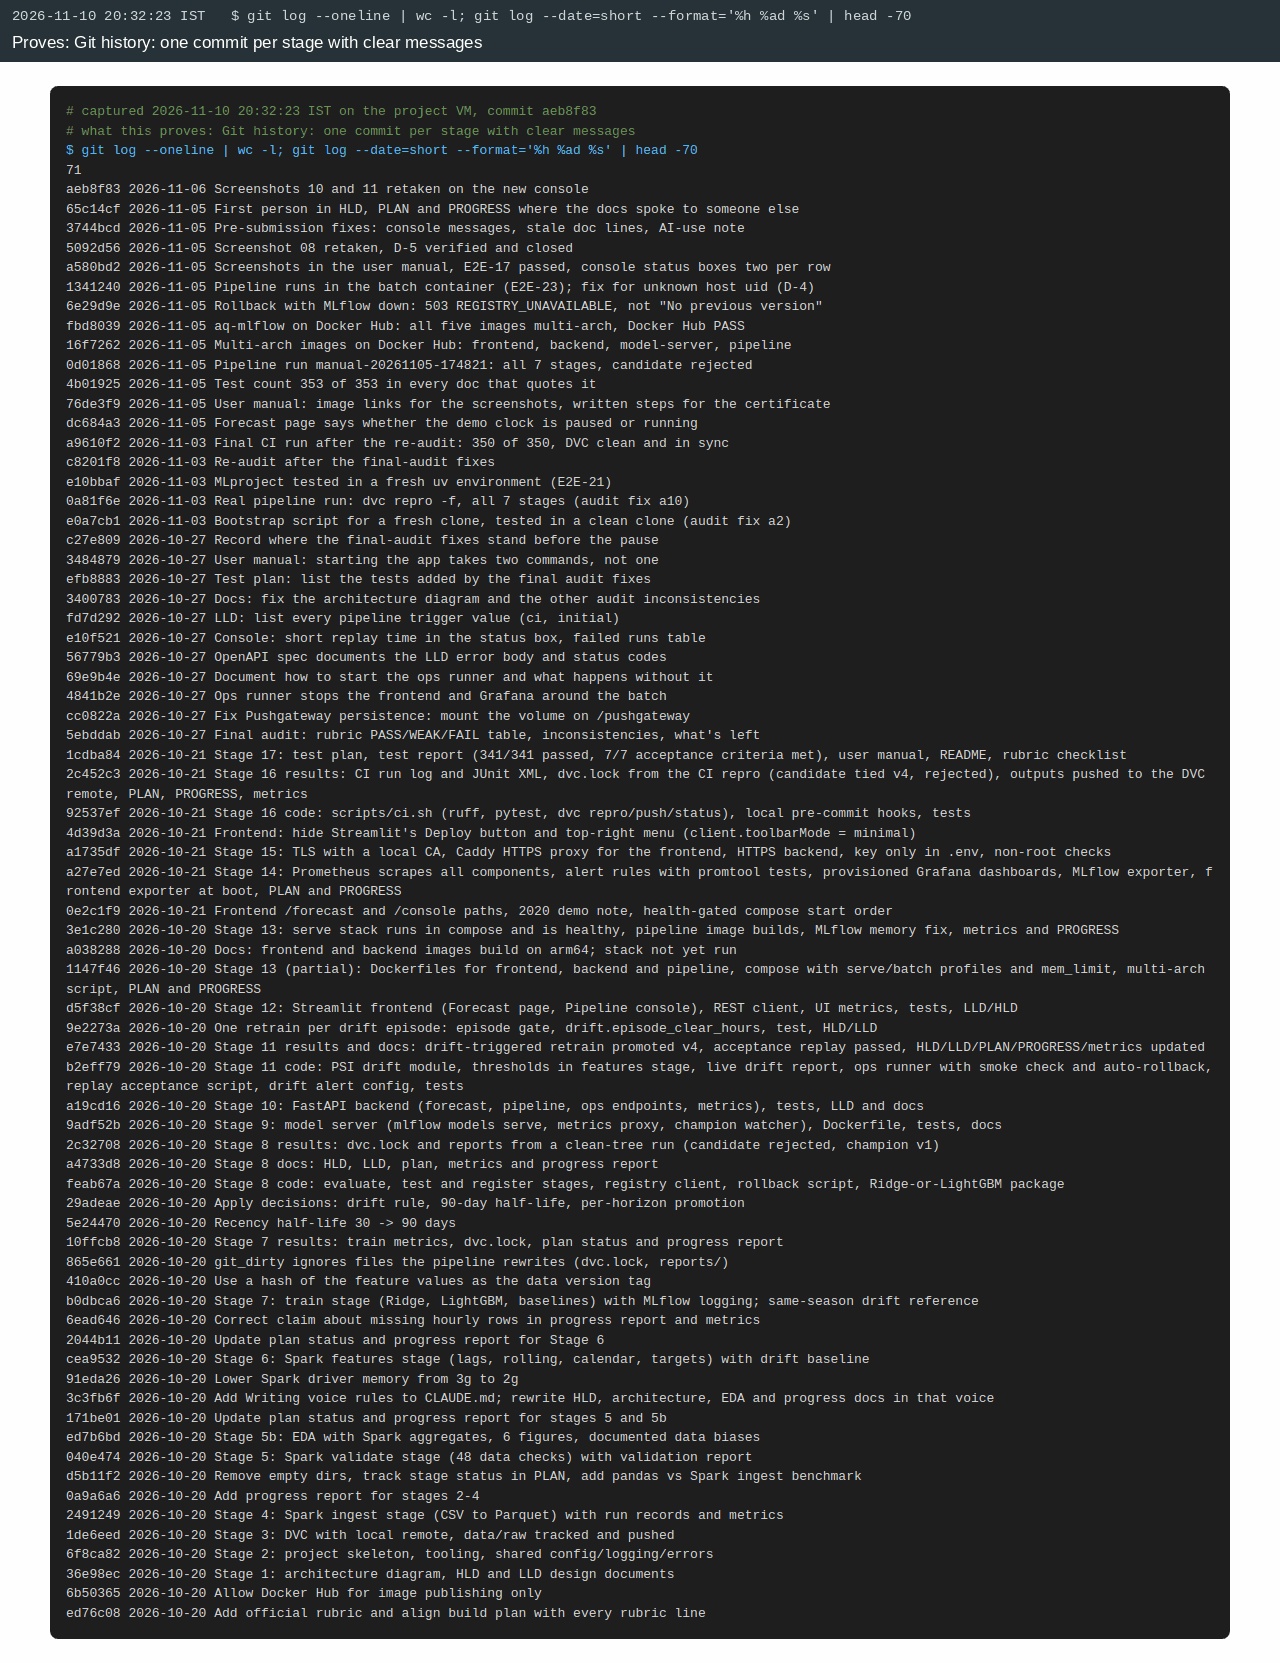 2026-11-10 20:32:23 IST   $ git log --oneline | wc -l; git log --date=short --format='%h %ad %s' | head -70
Proves: Git history: one commit per stage with clear messages
# captured 2026-11-10 20:32:23 IST on the project VM, commit aeb8f83
# what this proves: Git history: one commit per stage with clear messages
$ git log --oneline | wc -l; git log --date=short --format='%h %ad %s' | head -70
71
aeb8f83 2026-11-06 Screenshots 10 and 11 retaken on the new console
65c14cf 2026-11-05 First person in HLD, PLAN and PROGRESS where the docs spoke to someone else
3744bcd 2026-11-05 Pre-submission fixes: console messages, stale doc lines, AI-use note
5092d56 2026-11-05 Screenshot 08 retaken, D-5 verified and closed
a580bd2 2026-11-05 Screenshots in the user manual, E2E-17 passed, console status boxes two per row
1341240 2026-11-05 Pipeline runs in the batch container (E2E-23); fix for unknown host uid (D-4)
6e29d9e 2026-11-05 Rollback with MLflow down: 503 REGISTRY_UNAVAILABLE, not "No previous version"
fbd8039 2026-11-05 aq-mlflow on Docker Hub: all five images multi-arch, Docker Hub PASS
16f7262 2026-11-05 Multi-arch images on Docker Hub: frontend, backend, model-server, pipeline
0d01868 2026-11-05 Pipeline run manual-20261105-174821: all 7 stages, candidate rejected
4b01925 2026-11-05 Test count 353 of 353 in every doc that quotes it
76de3f9 2026-11-05 User manual: image links for the screenshots, written steps for the certificate
dc684a3 2026-11-05 Forecast page says whether the demo clock is paused or running
a9610f2 2026-11-03 Final CI run after the re-audit: 350 of 350, DVC clean and in sync
c8201f8 2026-11-03 Re-audit after the final-audit fixes
e10bbaf 2026-11-03 MLproject tested in a fresh uv environment (E2E-21)
0a81f6e 2026-11-03 Real pipeline run: dvc repro -f, all 7 stages (audit fix a10)
e0a7cb1 2026-11-03 Bootstrap script for a fresh clone, tested in a clean clone (audit fix a2)
c27e809 2026-10-27 Record where the final-audit fixes stand before the pause
3484879 2026-10-27 User manual: starting the app takes two commands, not one
efb8883 2026-10-27 Test plan: list the tests added by the final audit fixes
3400783 2026-10-27 Docs: fix the architecture diagram and the other audit inconsistencies
fd7d292 2026-10-27 LLD: list every pipeline trigger value (ci, initial)
e10f521 2026-10-27 Console: short replay time in the status box, failed runs table
56779b3 2026-10-27 OpenAPI spec documents the LLD error body and status codes
69e9b4e 2026-10-27 Document how to start the ops runner and what happens without it
4841b2e 2026-10-27 Ops runner stops the frontend and Grafana around the batch
cc0822a 2026-10-27 Fix Pushgateway persistence: mount the volume on /pushgateway
5ebddab 2026-10-27 Final audit: rubric PASS/WEAK/FAIL table, inconsistencies, what's left
1cdba84 2026-10-21 Stage 17: test plan, test report (341/341 passed, 7/7 acceptance criteria met), user manual, README, rubric checklist
2c452c3 2026-10-21 Stage 16 results: CI run log and JUnit XML, dvc.lock from the CI repro (candidate tied v4, rejected), outputs pushed to the DVC
remote, PLAN, PROGRESS, metrics
92537ef 2026-10-21 Stage 16 code: scripts/ci.sh (ruff, pytest, dvc repro/push/status), local pre-commit hooks, tests
4d39d3a 2026-10-21 Frontend: hide Streamlit's Deploy button and top-right menu (client.toolbarMode = minimal)
a1735df 2026-10-21 Stage 15: TLS with a local CA, Caddy HTTPS proxy for the frontend, HTTPS backend, key only in .env, non-root checks
a27e7ed 2026-10-21 Stage 14: Prometheus scrapes all components, alert rules with promtool tests, provisioned Grafana dashboards, MLflow exporter, f
rontend exporter at boot, PLAN and PROGRESS
0e2c1f9 2026-10-21 Frontend /forecast and /console paths, 2020 demo note, health-gated compose start order
3e1c280 2026-10-20 Stage 13: serve stack runs in compose and is healthy, pipeline image builds, MLflow memory fix, metrics and PROGRESS
a038288 2026-10-20 Docs: frontend and backend images build on arm64; stack not yet run
1147f46 2026-10-20 Stage 13 (partial): Dockerfiles for frontend, backend and pipeline, compose with serve/batch profiles and mem_limit, multi-arch
script, PLAN and PROGRESS
d5f38cf 2026-10-20 Stage 12: Streamlit frontend (Forecast page, Pipeline console), REST client, UI metrics, tests, LLD/HLD
9e2273a 2026-10-20 One retrain per drift episode: episode gate, drift.episode_clear_hours, test, HLD/LLD
e7e7433 2026-10-20 Stage 11 results and docs: drift-triggered retrain promoted v4, acceptance replay passed, HLD/LLD/PLAN/PROGRESS/metrics updated
b2eff79 2026-10-20 Stage 11 code: PSI drift module, thresholds in features stage, live drift report, ops runner with smoke check and auto-rollback,
replay acceptance script, drift alert config, tests
a19cd16 2026-10-20 Stage 10: FastAPI backend (forecast, pipeline, ops endpoints, metrics), tests, LLD and docs
9adf52b 2026-10-20 Stage 9: model server (mlflow models serve, metrics proxy, champion watcher), Dockerfile, tests, docs
2c32708 2026-10-20 Stage 8 results: dvc.lock and reports from a clean-tree run (candidate rejected, champion v1)
a4733d8 2026-10-20 Stage 8 docs: HLD, LLD, plan, metrics and progress report
feab67a 2026-10-20 Stage 8 code: evaluate, test and register stages, registry client, rollback script, Ridge-or-LightGBM package
29adeae 2026-10-20 Apply decisions: drift rule, 90-day half-life, per-horizon promotion
5e24470 2026-10-20 Recency half-life 30 -> 90 days
10ffcb8 2026-10-20 Stage 7 results: train metrics, dvc.lock, plan status and progress report
865e661 2026-10-20 git_dirty ignores files the pipeline rewrites (dvc.lock, reports/)
410a0cc 2026-10-20 Use a hash of the feature values as the data version tag
b0dbca6 2026-10-20 Stage 7: train stage (Ridge, LightGBM, baselines) with MLflow logging; same-season drift reference
6ead646 2026-10-20 Correct claim about missing hourly rows in progress report and metrics
2044b11 2026-10-20 Update plan status and progress report for Stage 6
cea9532 2026-10-20 Stage 6: Spark features stage (lags, rolling, calendar, targets) with drift baseline
91eda26 2026-10-20 Lower Spark driver memory from 3g to 2g
3c3fb6f 2026-10-20 Add Writing voice rules to CLAUDE.md; rewrite HLD, architecture, EDA and progress docs in that voice
171be01 2026-10-20 Update plan status and progress report for stages 5 and 5b
ed7b6bd 2026-10-20 Stage 5b: EDA with Spark aggregates, 6 figures, documented data biases
040e474 2026-10-20 Stage 5: Spark validate stage (48 data checks) with validation report
d5b11f2 2026-10-20 Remove empty dirs, track stage status in PLAN, add pandas vs Spark ingest benchmark
0a9a6a6 2026-10-20 Add progress report for stages 2-4
2491249 2026-10-20 Stage 4: Spark ingest stage (CSV to Parquet) with run records and metrics
1de6eed 2026-10-20 Stage 3: DVC with local remote, data/raw tracked and pushed
6f8ca82 2026-10-20 Stage 2: project skeleton, tooling, shared config/logging/errors
36e98ec 2026-10-20 Stage 1: architecture diagram, HLD and LLD design documents
6b50365 2026-10-20 Allow Docker Hub for image publishing only
ed76c08 2026-10-20 Add official rubric and align build plan with every rubric line